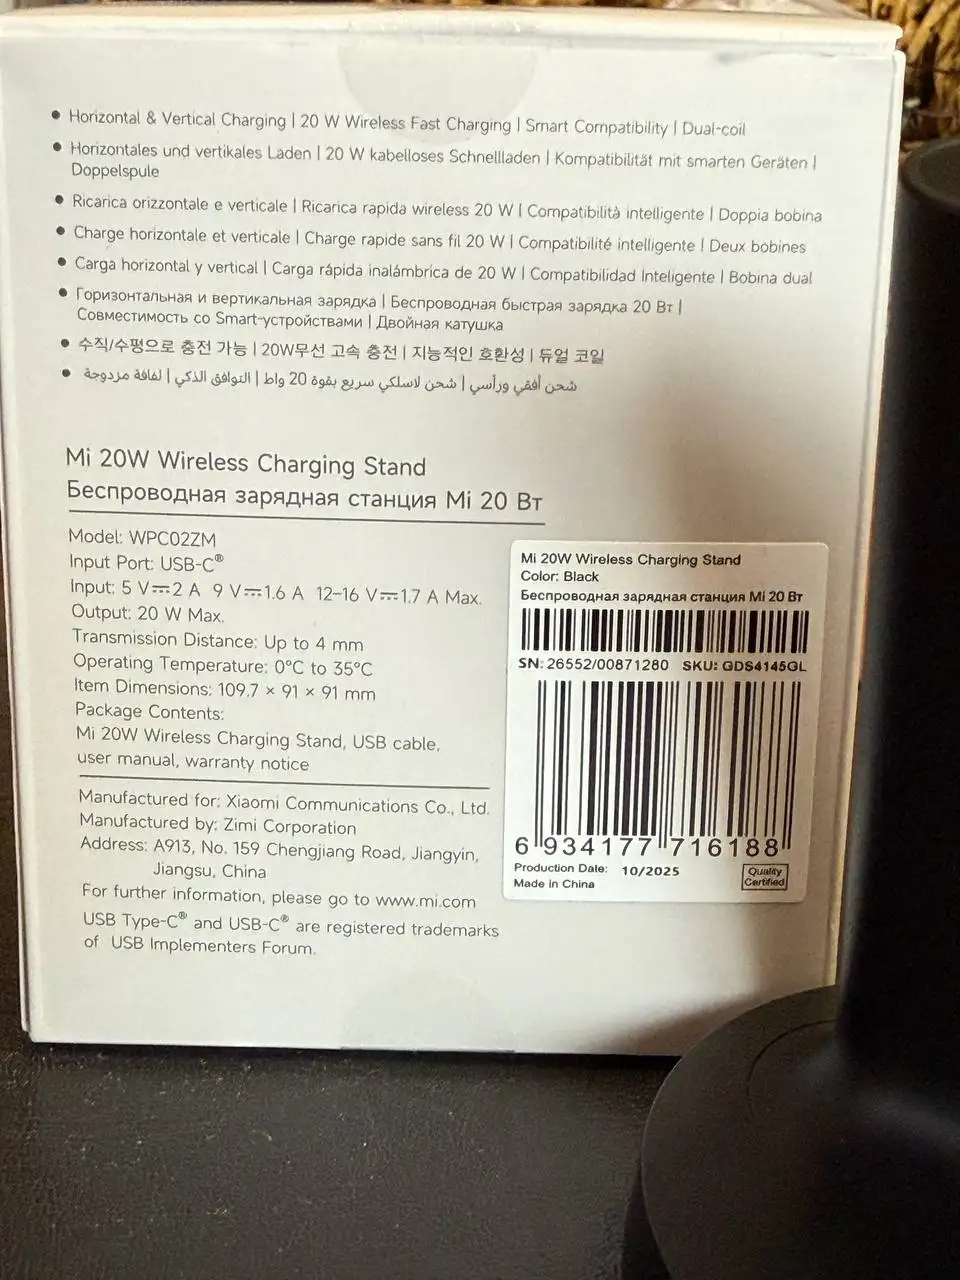 • Horizontal & Vertical Charging | 20 W Wireless Fast Charging | Smart Compatibility | Dual-coil
• Horizontales und vertikales Laden | 20 W kabelloses Schnellladen | Kompatibilität mit smarten Geräten |
Doppelspule
• Ricarica orizzontale e verticale | Ricarica rapida wireless 20 W | Compatibilità intelligente | Doppia bobina
• Charge horizontale et verticale | Charge rapide sans fil 20 W | Compatibilité intelligente | Deux bobines
• Carga horizontal y vertical | Carga rápida inalámbrica de 20 W | Compatibilidad Inteligente | Bobina dual
• Горизонтальная и вертикальная зарядка | Беспроводная быстрая зарядка 20 Вт |
Совместимость со Smart-устройствами | Двойная катушка
• 수직/수평으로 충전 가능 | 20W무선 고속 충전 | 지능적인 호환성 | 듀얼 코일
• شحن أفقي ورأسي | شحن لاسلكي سريع بقوة 20 واط | التوافق الذكي | لفافة مزدوجة
Mi 20W Wireless Charging Stand
Беспроводная зарядная станция Mi 20 Вт
Model: WPC02ZM
Input Port: USB-C®
Input: 5 V⎓2 A 9 V⎓1.6 A 12–16 V⎓1.7 A Max.
Output: 20 W Max.
Transmission Distance: Up to 4 mm
Operating Temperature: 0°C to 35°C
Item Dimensions: 109.7 × 91 × 91 mm
Package Contents:
Mi 20W Wireless Charging Stand, USB cable,
user manual, warranty notice
Manufactured for: Xiaomi Communications Co., Ltd.
Manufactured by: Zimi Corporation
Address: A913, No. 159 Chengjiang Road, Jiangyin,
Jiangsu, China
For further information, please go to www.mi.com
USB Type-C® and USB-C® are registered trademarks
of USB Implementers Forum.
Mi 20W Wireless Charging Stand
Color: Black
Беспроводная зарядная станция Mi 20 Вт
SN: 26552/00871280 SKU: GDS4145GL
6 934177 716188
Production Date: 10/2025
Made in China
Quality
Certified